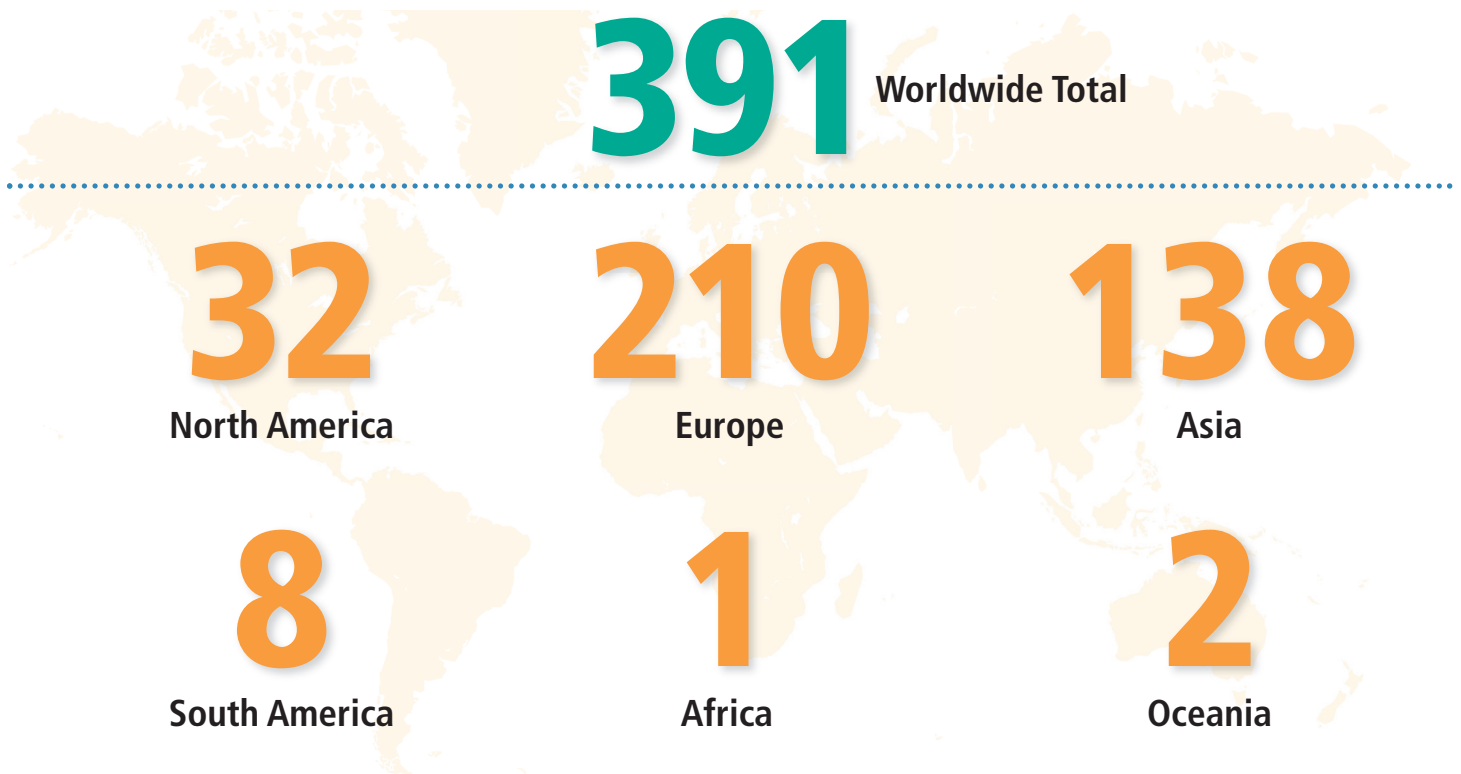 391 Worldwide Total
32 210 138
North America Europe Asia
8 1 2
South America Africa Oceania